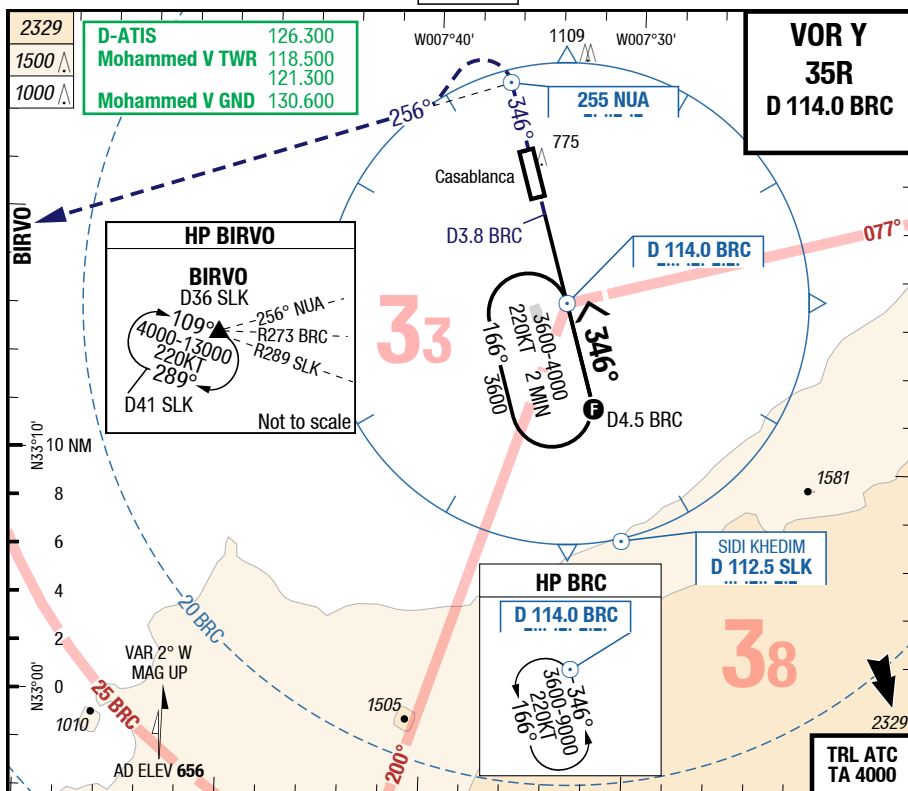 2329
1500
1000
D-ATIS 126.300
Mohammed V TWR 118.500
121.300
Mohammed V GND 130.600
W007°40'
1109
W007°30'
VOR Y
35R
D 114.0 BRC
256°
346°
255 NUA
775
Casablanca
D3.8 BRC
D 114.0 BRC
077°
BIRVO
HP BIRVO
BIRVO
D36 SLK
109°
4000-13000
220KT
289°
D41 SLK
256° NUA
R273 BRC
R289 SLK
Not to scale
33
3600-4000
220KT 2 MIN
166° 3600
346°
F
D4.5 BRC
N33°10'
10 NM
8
6
4
2
0
N33°00'
1581
SIDI KHEDIM
D 112.5 SLK
HP BRC
D 114.0 BRC
346°
3600-9000
220KT
166°
38
20 BRC
25 BRC
VAR 2° W
MAG UP
1010
1505
200°
AD ELEV 656
2329
TRL ATC
TA 4000